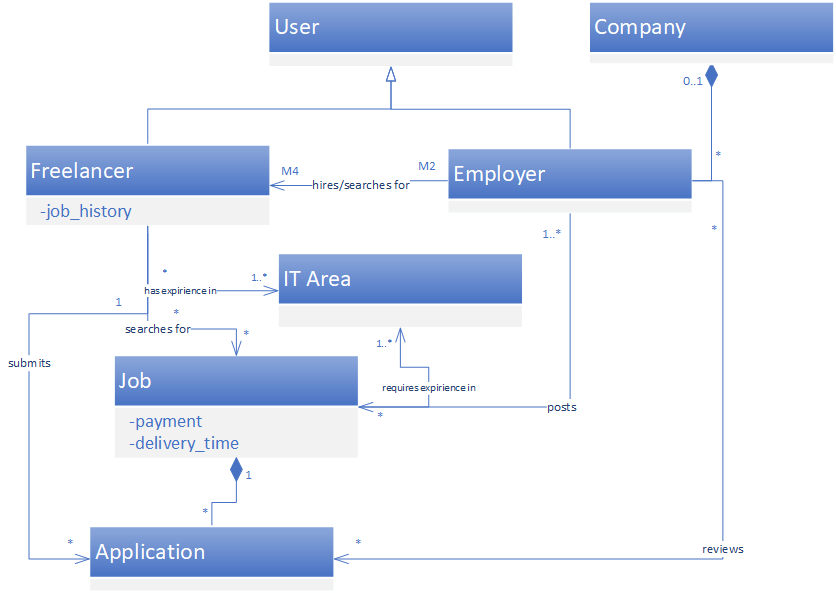 User
Company
0..1
*
Freelancer
-job_history
M4
hires/searches for
M2
Employer
*
1..*
*
has expirience in
1..*
IT Area
1
*
searches for
*
submits
1..*
requires expirience in
*
posts
Job
-payment
-delivery_time
1
*
*
Application
*
reviews